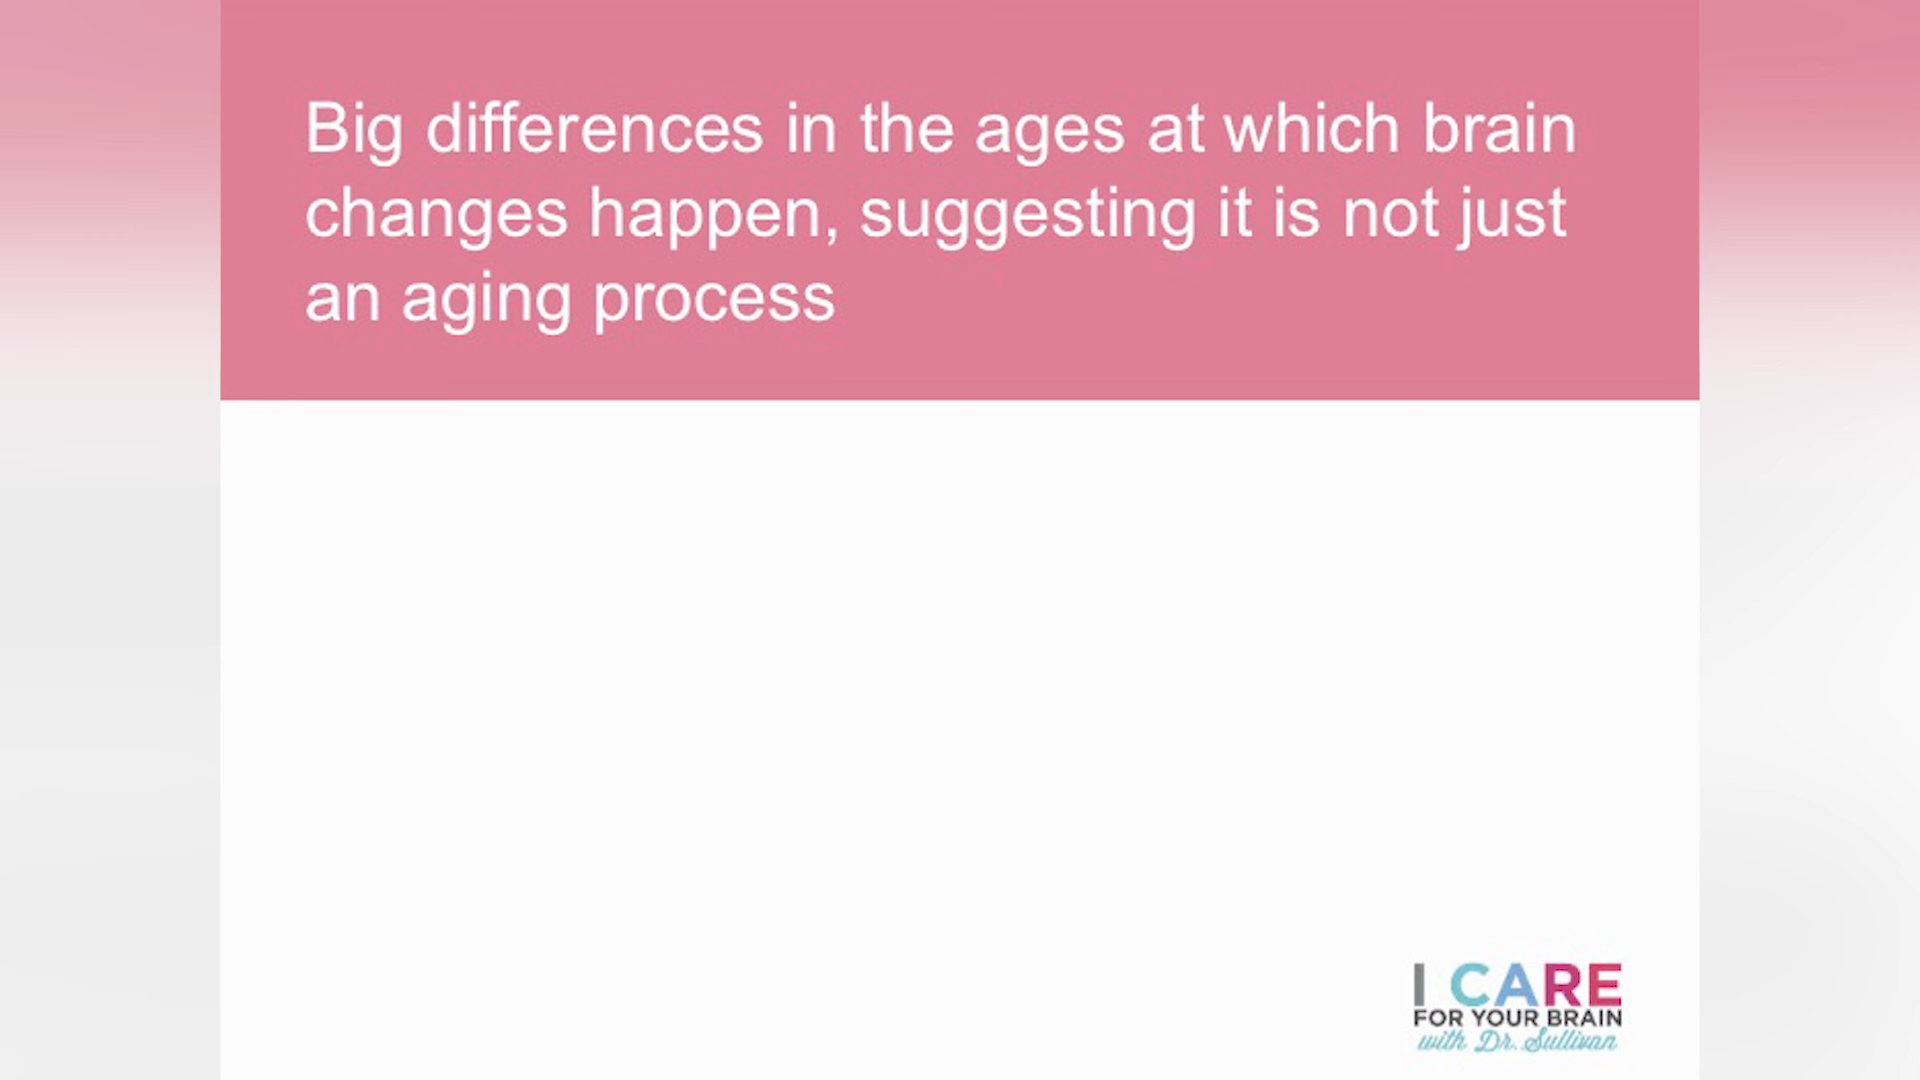 Big differences in the ages at which brain
changes happen, suggesting it is not just
an aging process
I CARE
FOR YOUR BRAIN
with Dr. Sullivan